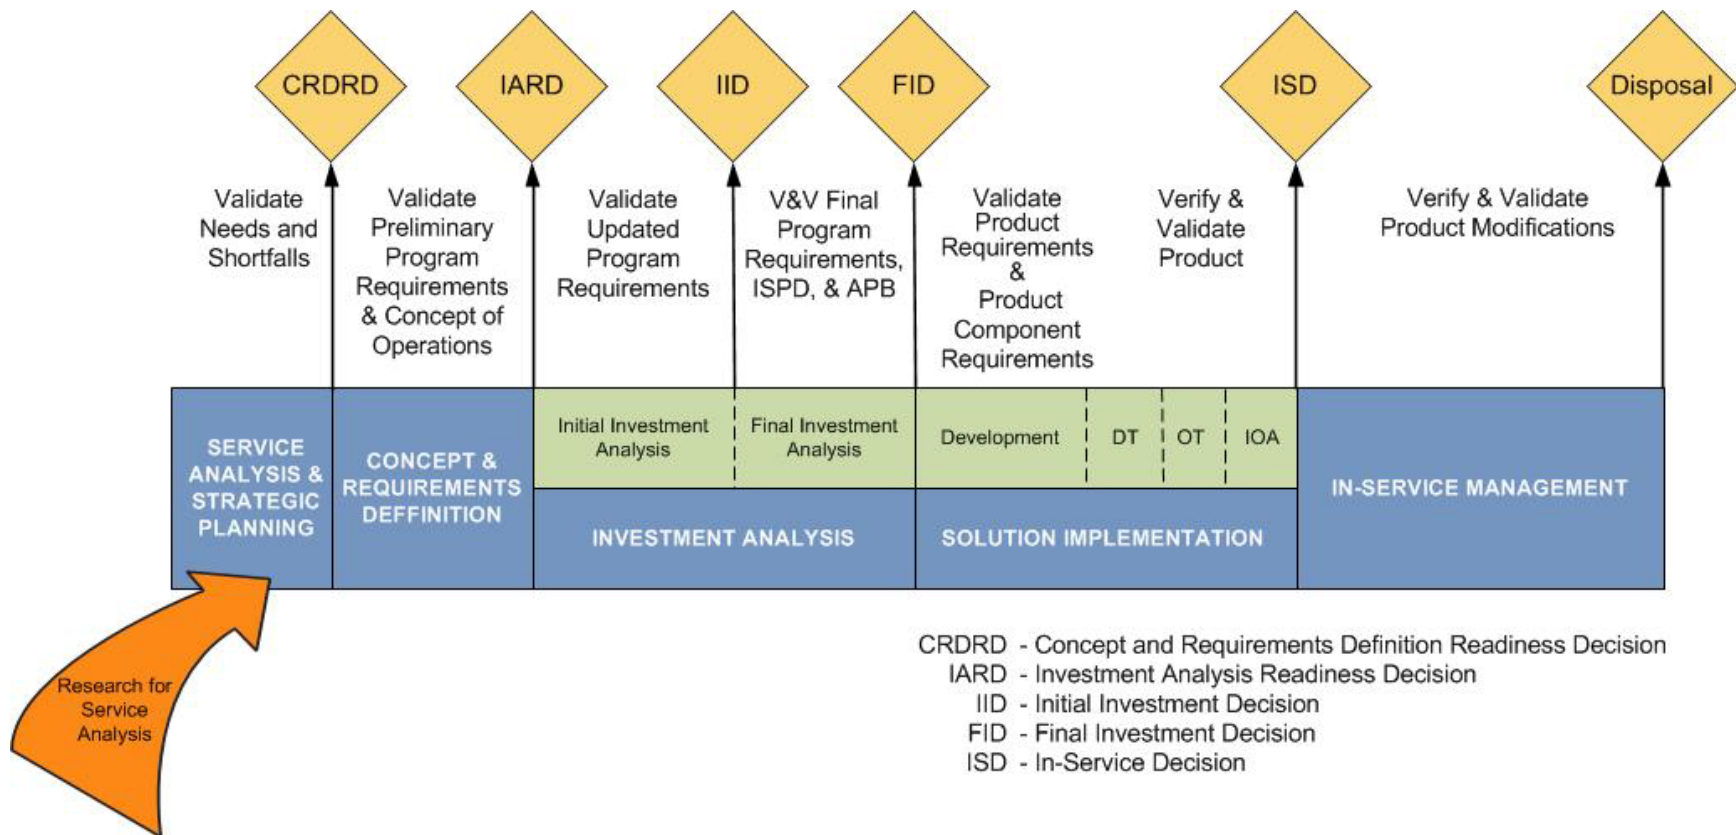 CRDRD
IARD
IID
FID
ISD
Disposal
Validate
Needs and
Shortfalls
Validate
Preliminary
Program
Requirements
& Concept of
Operations
Validate
Updated
Program
Requirements
V&V Final
Program
Requirements,
ISPD, & APB
Validate
Product
Requirements
&
Product
Component
Requirements
Verify &
Validate
Product
Verify & Validate
Product Modifications
SERVICE
ANALYSIS &
STRATEGIC
PLANNING
CONCEPT &
REQUIREMENTS
DEFFINITION
Initial Investment
Analysis
Final Investment
Analysis
INVESTMENT ANALYSIS
Development
DT
OT
IOA
SOLUTION IMPLEMENTATION
IN-SERVICE MANAGEMENT
Research for
Service
Analysis
CRDRD - Concept and Requirements Definition Readiness Decision
IARD - Investment Analysis Readiness Decision
IID - Initial Investment Decision
FID - Final Investment Decision
ISD - In-Service Decision